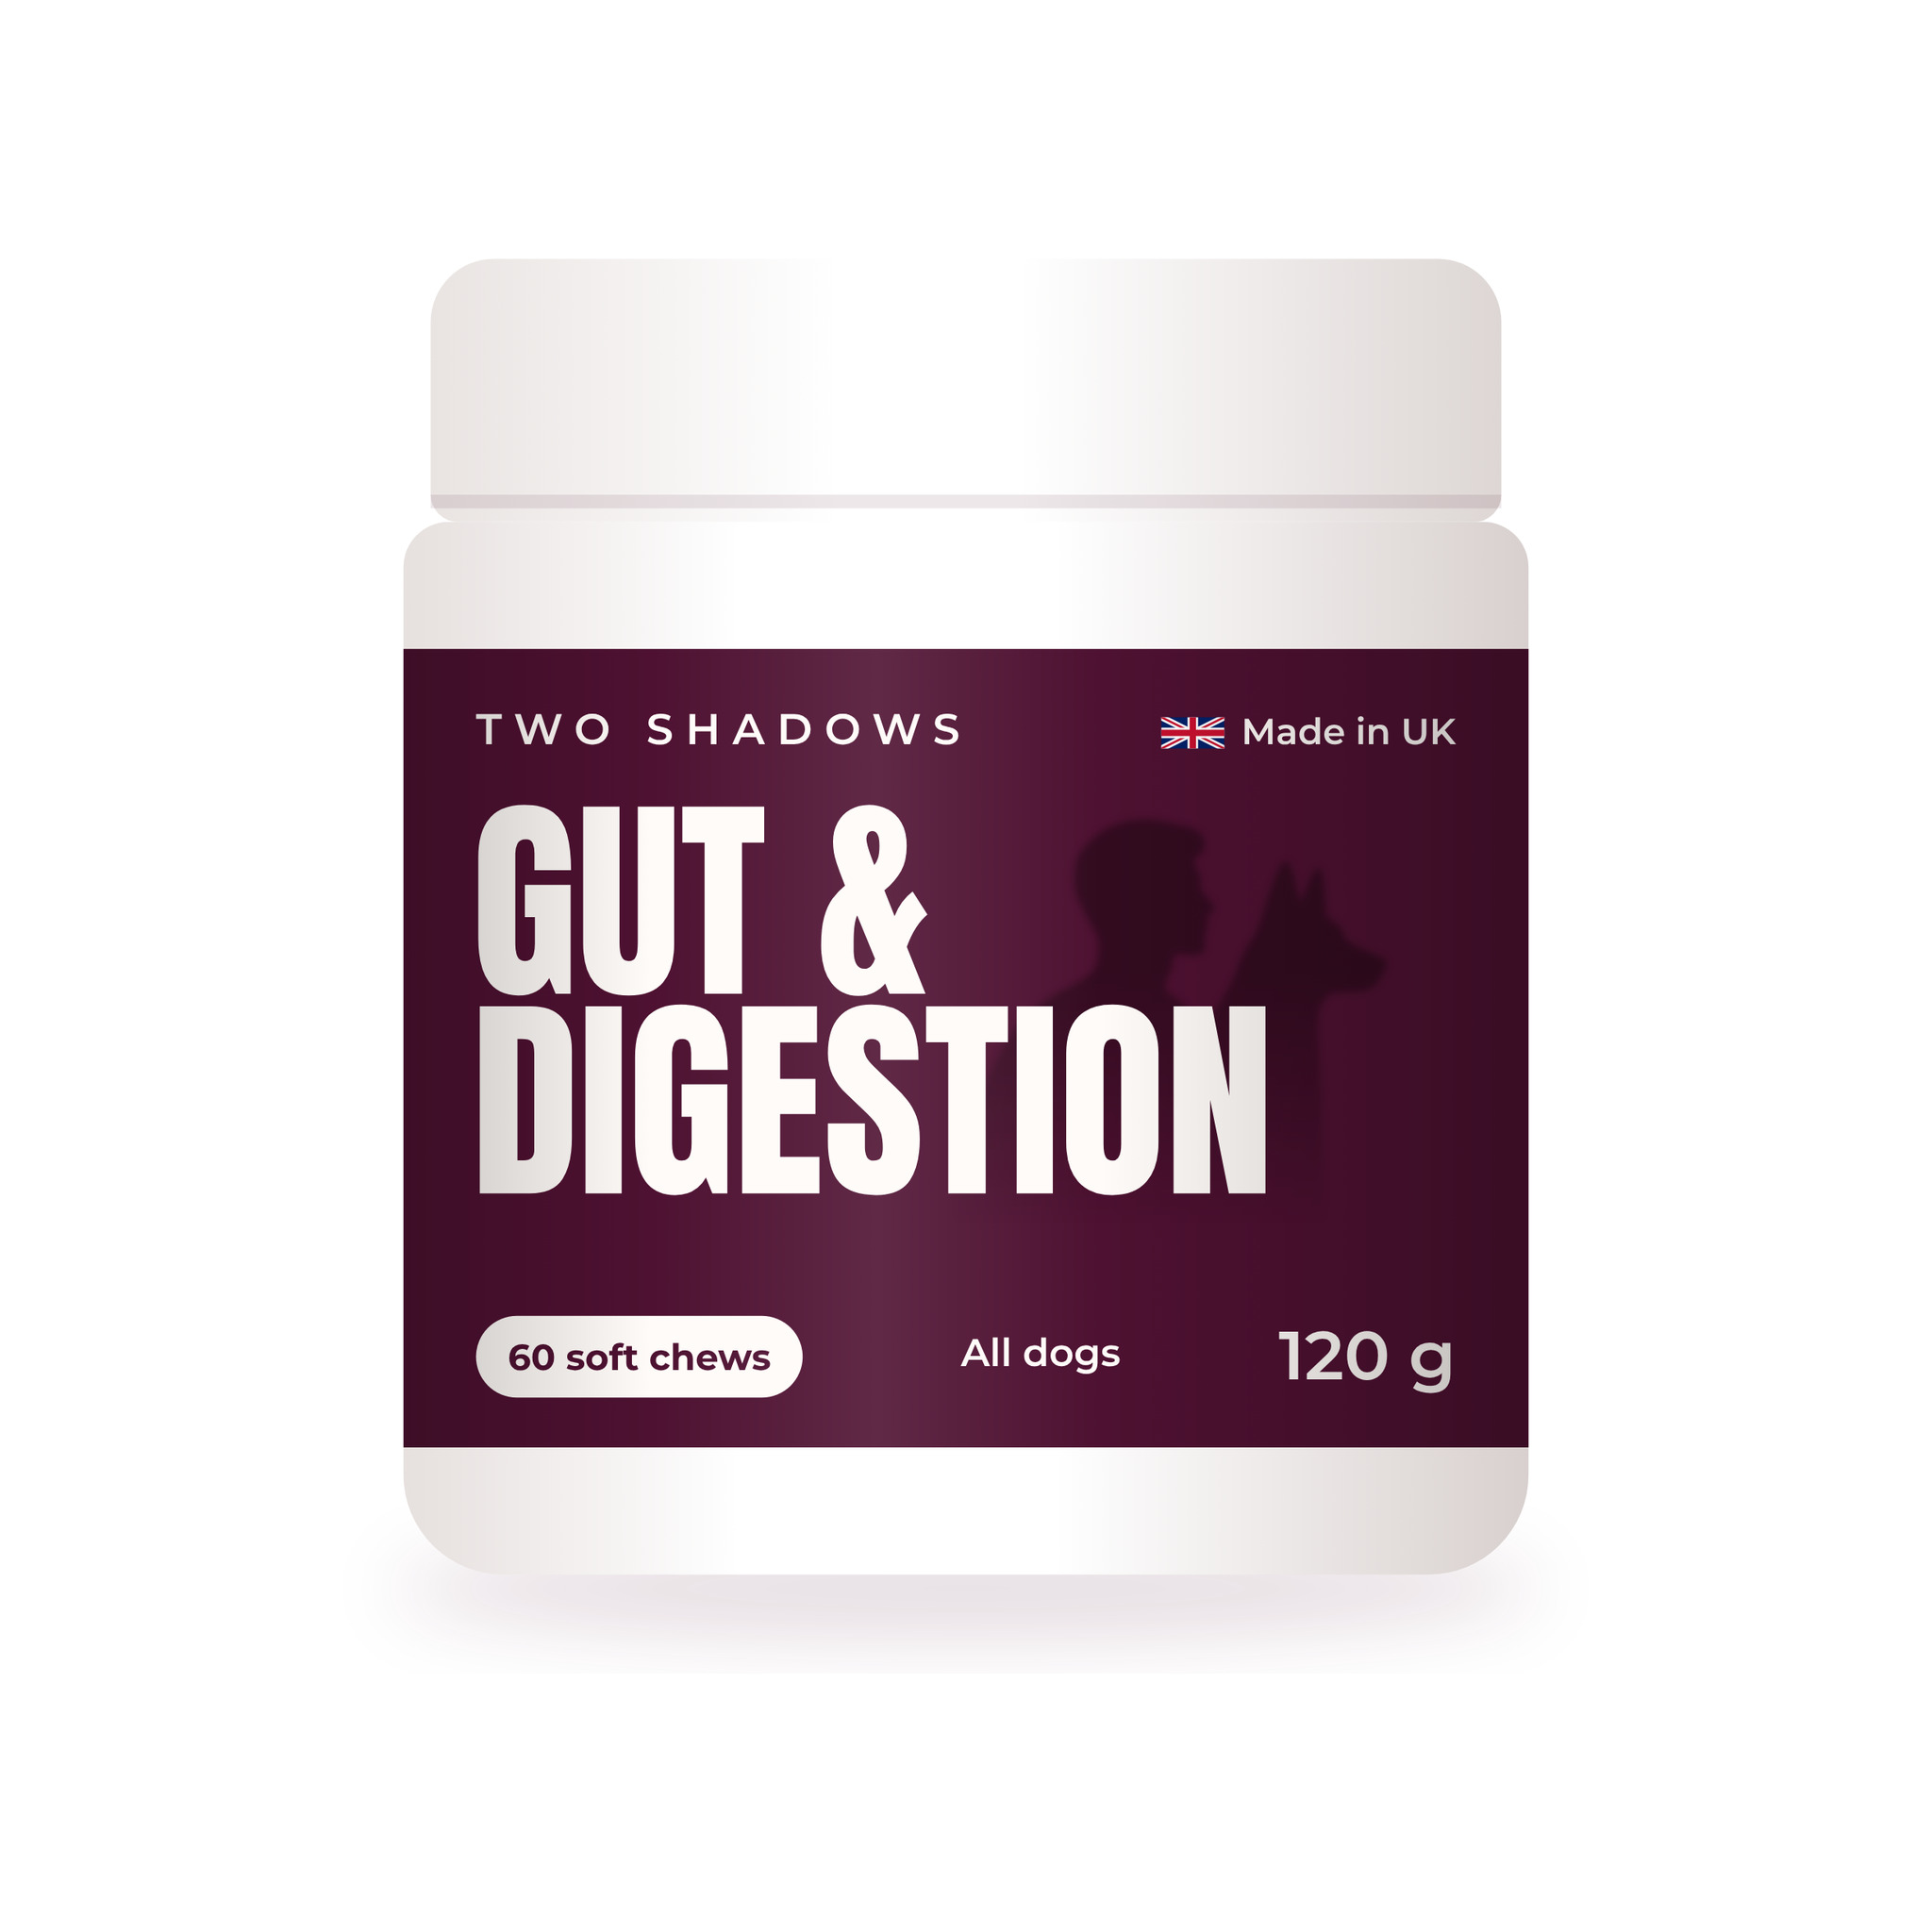 TWO SHADOWS
Made in UK
GUT &
DIGESTION
60 soft chews
All dogs
120 g